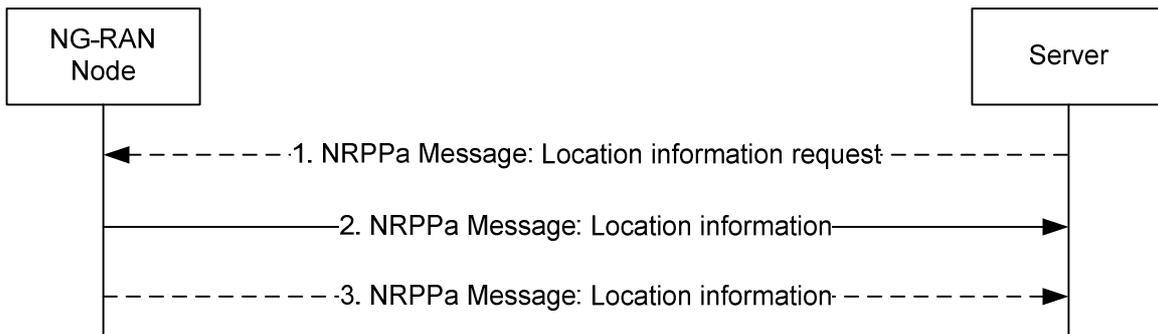 NG-RAN
Node
Server
1. NRPPa Message: Location information request
2. NRPPa Message: Location information
3. NRPPa Message: Location information